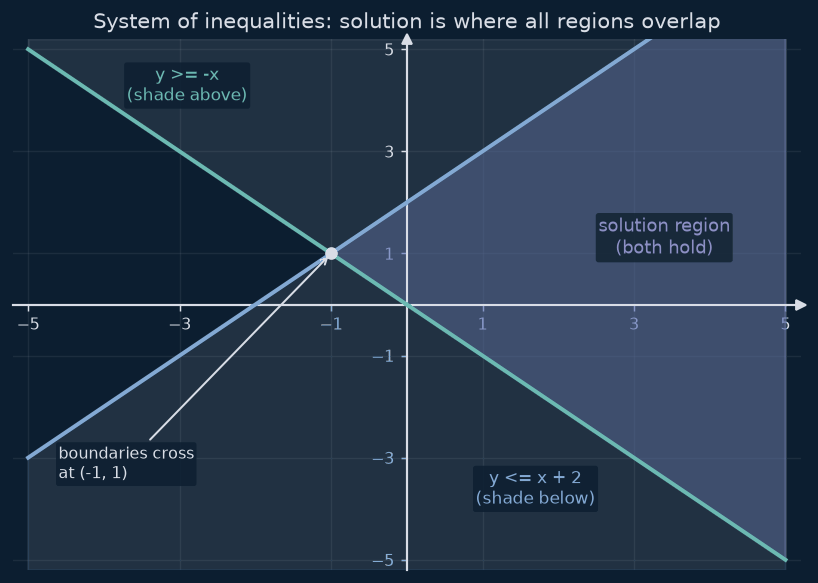 System of inequalities: solution is where all regions overlap
5
y >= -x
(shade above)
3
solution region
(both hold)
1
−5
−3
−1
1
3
5
−1
boundaries cross
at (-1, 1)
−3
y <= x + 2
(shade below)
−5